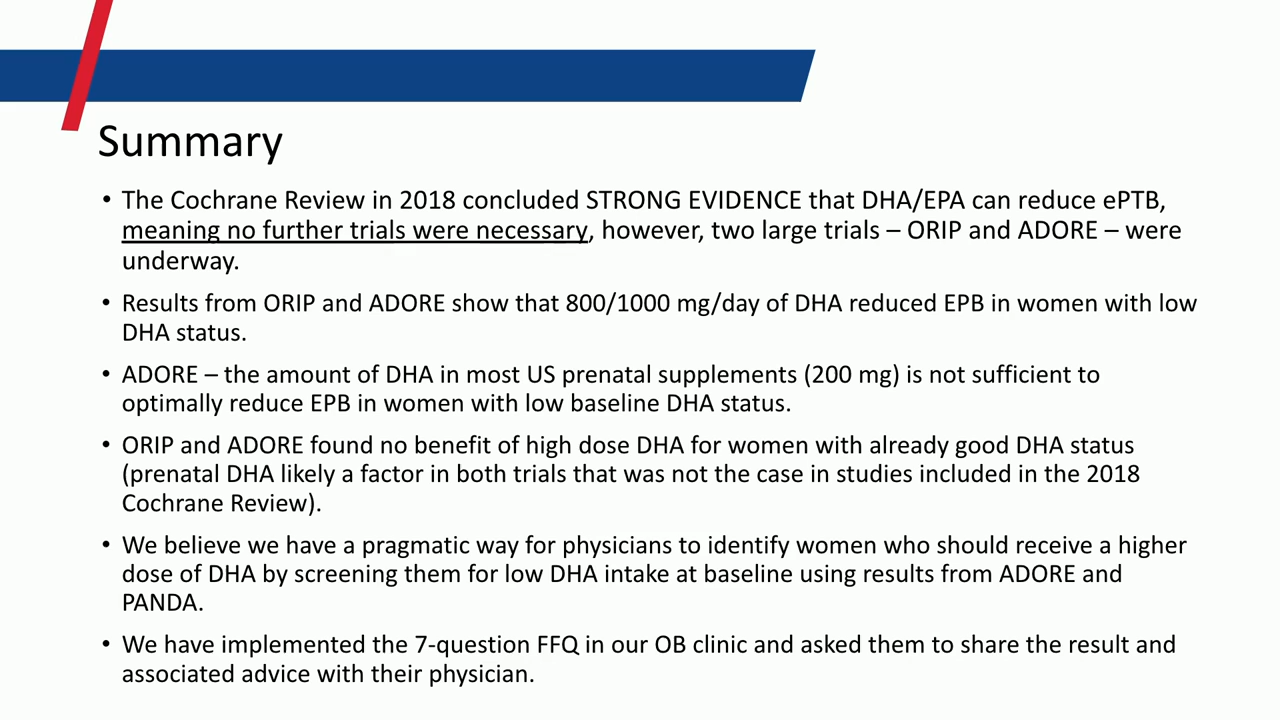 Summary
• The Cochrane Review in 2018 concluded STRONG EVIDENCE that DHA/EPA can reduce ePTB,
meaning no further trials were necessary, however, two large trials – ORIP and ADORE – were
underway.
• Results from ORIP and ADORE show that 800/1000 mg/day of DHA reduced EPB in women with low
DHA status.
• ADORE – the amount of DHA in most US prenatal supplements (200 mg) is not sufficient to
optimally reduce EPB in women with low baseline DHA status.
• ORIP and ADORE found no benefit of high dose DHA for women with already good DHA status
(prenatal DHA likely a factor in both trials that was not the case in studies included in the 2018
Cochrane Review).
• We believe we have a pragmatic way for physicians to identify women who should receive a higher
dose of DHA by screening them for low DHA intake at baseline using results from ADORE and
PANDA.
• We have implemented the 7-question FFQ in our OB clinic and asked them to share the result and
associated advice with their physician.